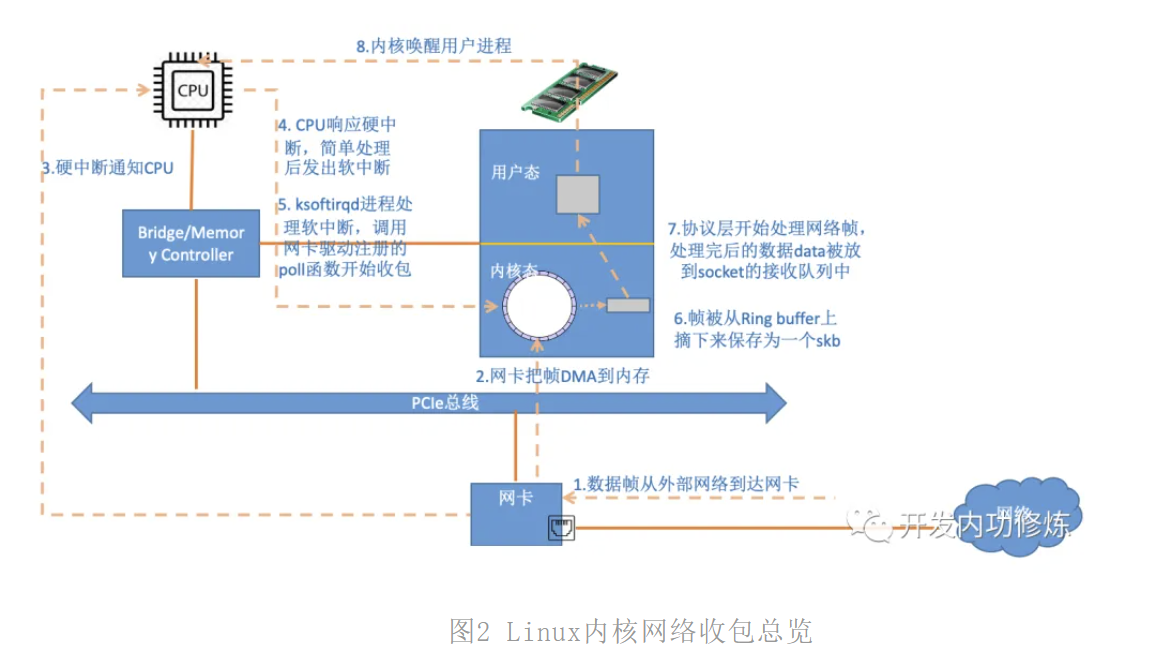 8.内核唤醒用户进程
CPU
4. CPU响应硬中
断，简单处理
后发出软中断
3.硬中断通知CPU
用户态
5. ksoftirqd进程处
理软中断，调用
网卡驱动注册的
poll函数开始收包
Bridge/Memor
y Controller
7.协议层开始处理网络帧，
处理完后的数据data被放
到socket的接收队列中
内核态
6.帧被从Ring buffer上
摘下来保存为一个skb
2.网卡把帧DMA到内存
PCIe总线
1.数据帧从外部网络到达网卡
网卡
网络
开发内功修炼
图2 Linux内核网络收包总览